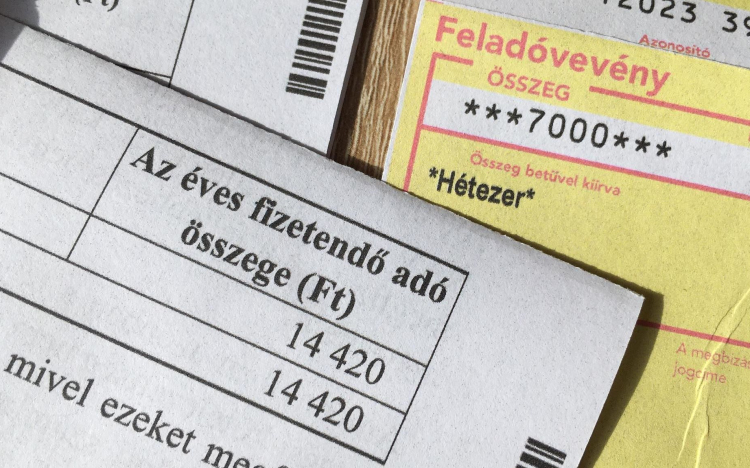 (Ft)
2023 39
Azonosító
Feladóvevény
ÖSSZEG
***7000***
Összeg betűvel kiírva
*Hétezer*
Az éves fizetendő adó
összege (Ft)
14 420
14 420
mivel ezeket
A megbízás